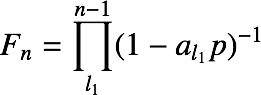 F_n = \prod_{l_1}^{n-1} (1 - a_{l_1} p)^{-1}